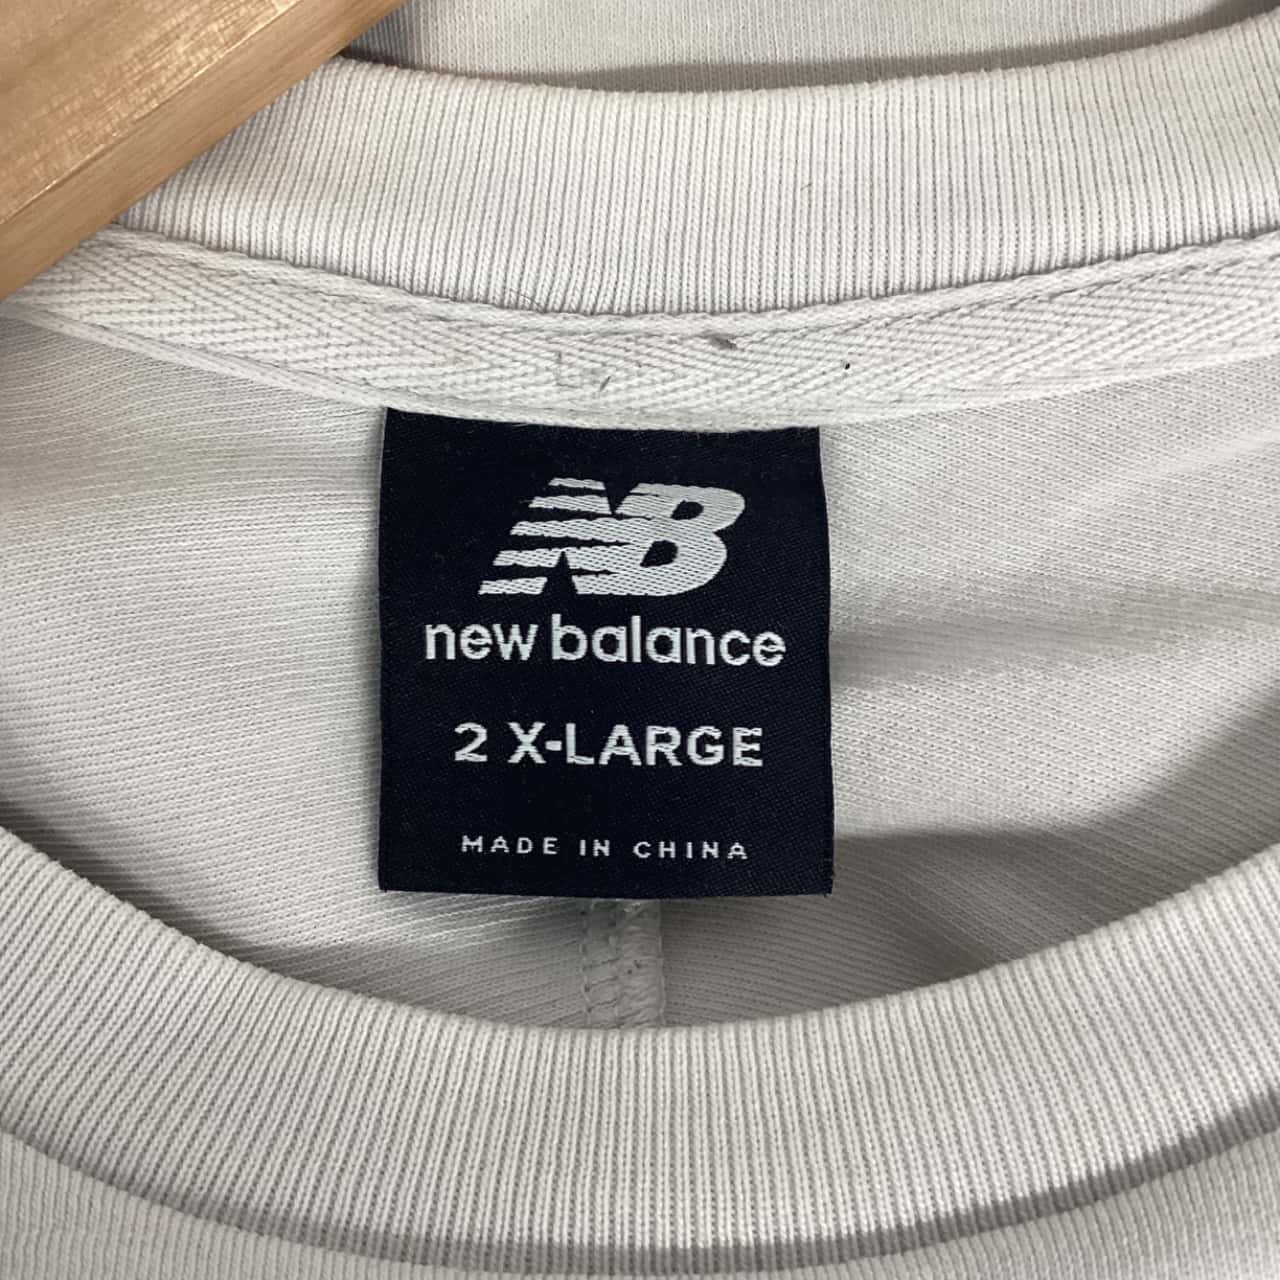 NB
new balance
2 X-LARGE
MADE IN CHINA